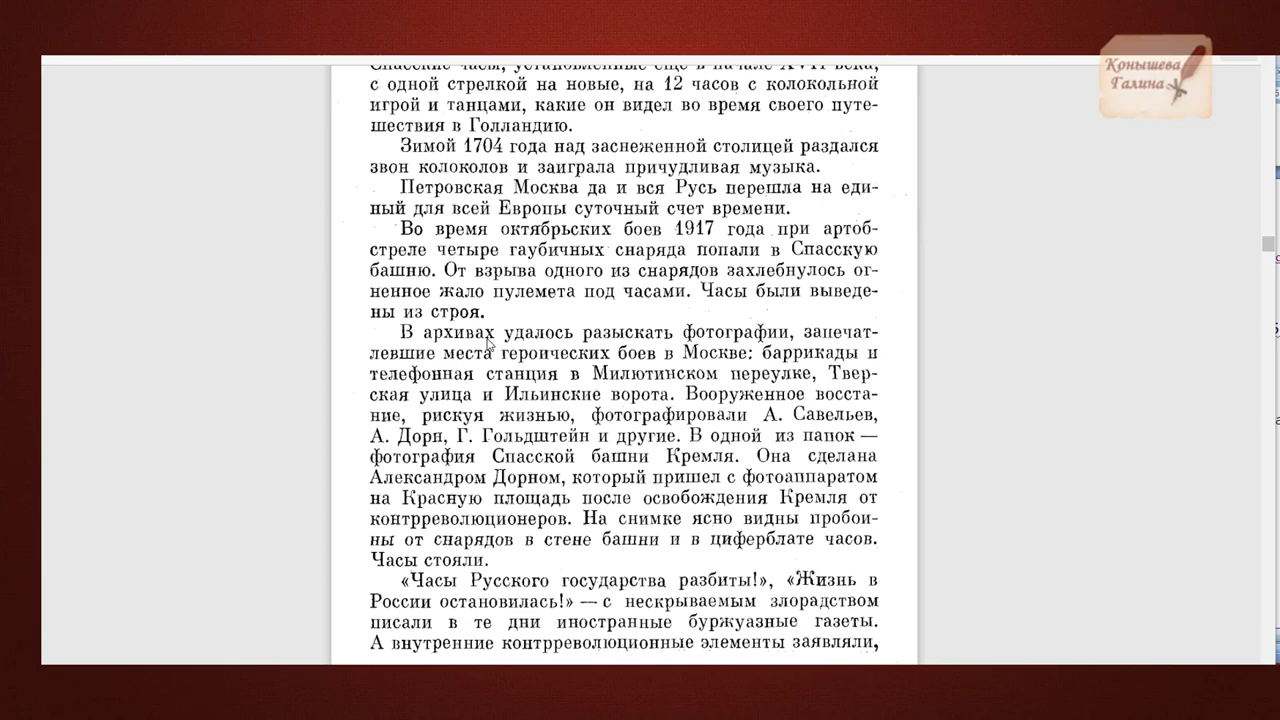 Спасские часы, установленные еще в начале XVII века,
с одной стрелкой на новые, на 12 часов с колокольной
игрой и танцами, какие он видел во время своего путе-
шествия в Голландию.
Зимой 1704 года над заснеженной столицей раздался
звон колоколов и заиграла причудливая музыка.
Петровская Москва да и вся Русь перешла на еди-
ный для всей Европы суточный счет времени.
Во время октябрьских боев 1917 года при артоб-
стреле четыре гаубичных снаряда попали в Спасскую
башню. От взрыва одного из снарядов захлебнулось ог-
ненное жало пулемета под часами. Часы были выведе-
ны из строя.
В архивах удалось разыскать фотографии, запечат-
левшие места героических боев в Москве: баррикады и
телефонная станция в Милютинском переулке, Твер-
ская улица и Ильинские ворота. Вооруженное восста-
ние, рискуя жизнью, фотографировали А. Савельев,
А. Дорн, Г. Гольдштейн и другие. В одной из папок —
фотография Спасской башни Кремля. Она сделана
Александром Дорном, который пришел с фотоаппаратом
на Красную площадь после освобождения Кремля от
контрреволюционеров. На снимке ясно видны пробои-
ны от снарядов в стене башни и в циферблате часов.
Часы стояли.
«Часы Русского государства разбиты!», «Жизнь в
России остановилась!» — с нескрываемым злорадством
писали в те дни иностранные буржуазные газеты.
А внутренние контрреволюционные элементы заявляли,
Конышева
Галина